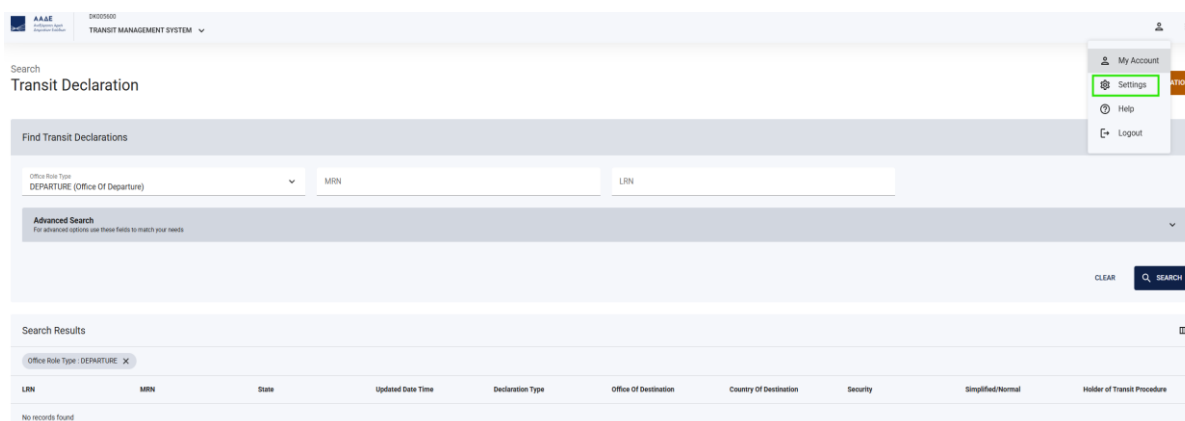 ΑΑΔΕ
DK005600
TRANSIT MANAGEMENT SYSTEM
My Account
Settings
Help
Logout
Search
Transit Declaration
Find Transit Declarations
Office Role Type
DEPARTURE (Office Of Departure)
MRN
LRN
Advanced Search
For advanced options use these fields to match your needs
CLEAR
SEARCH
Search Results
Office Role Type : DEPARTURE
LRN MRN State Updated Date Time Declaration Type Office Of Destination Country Of Destination Security Simplified/Normal Holder of Transit Procedure
No records found